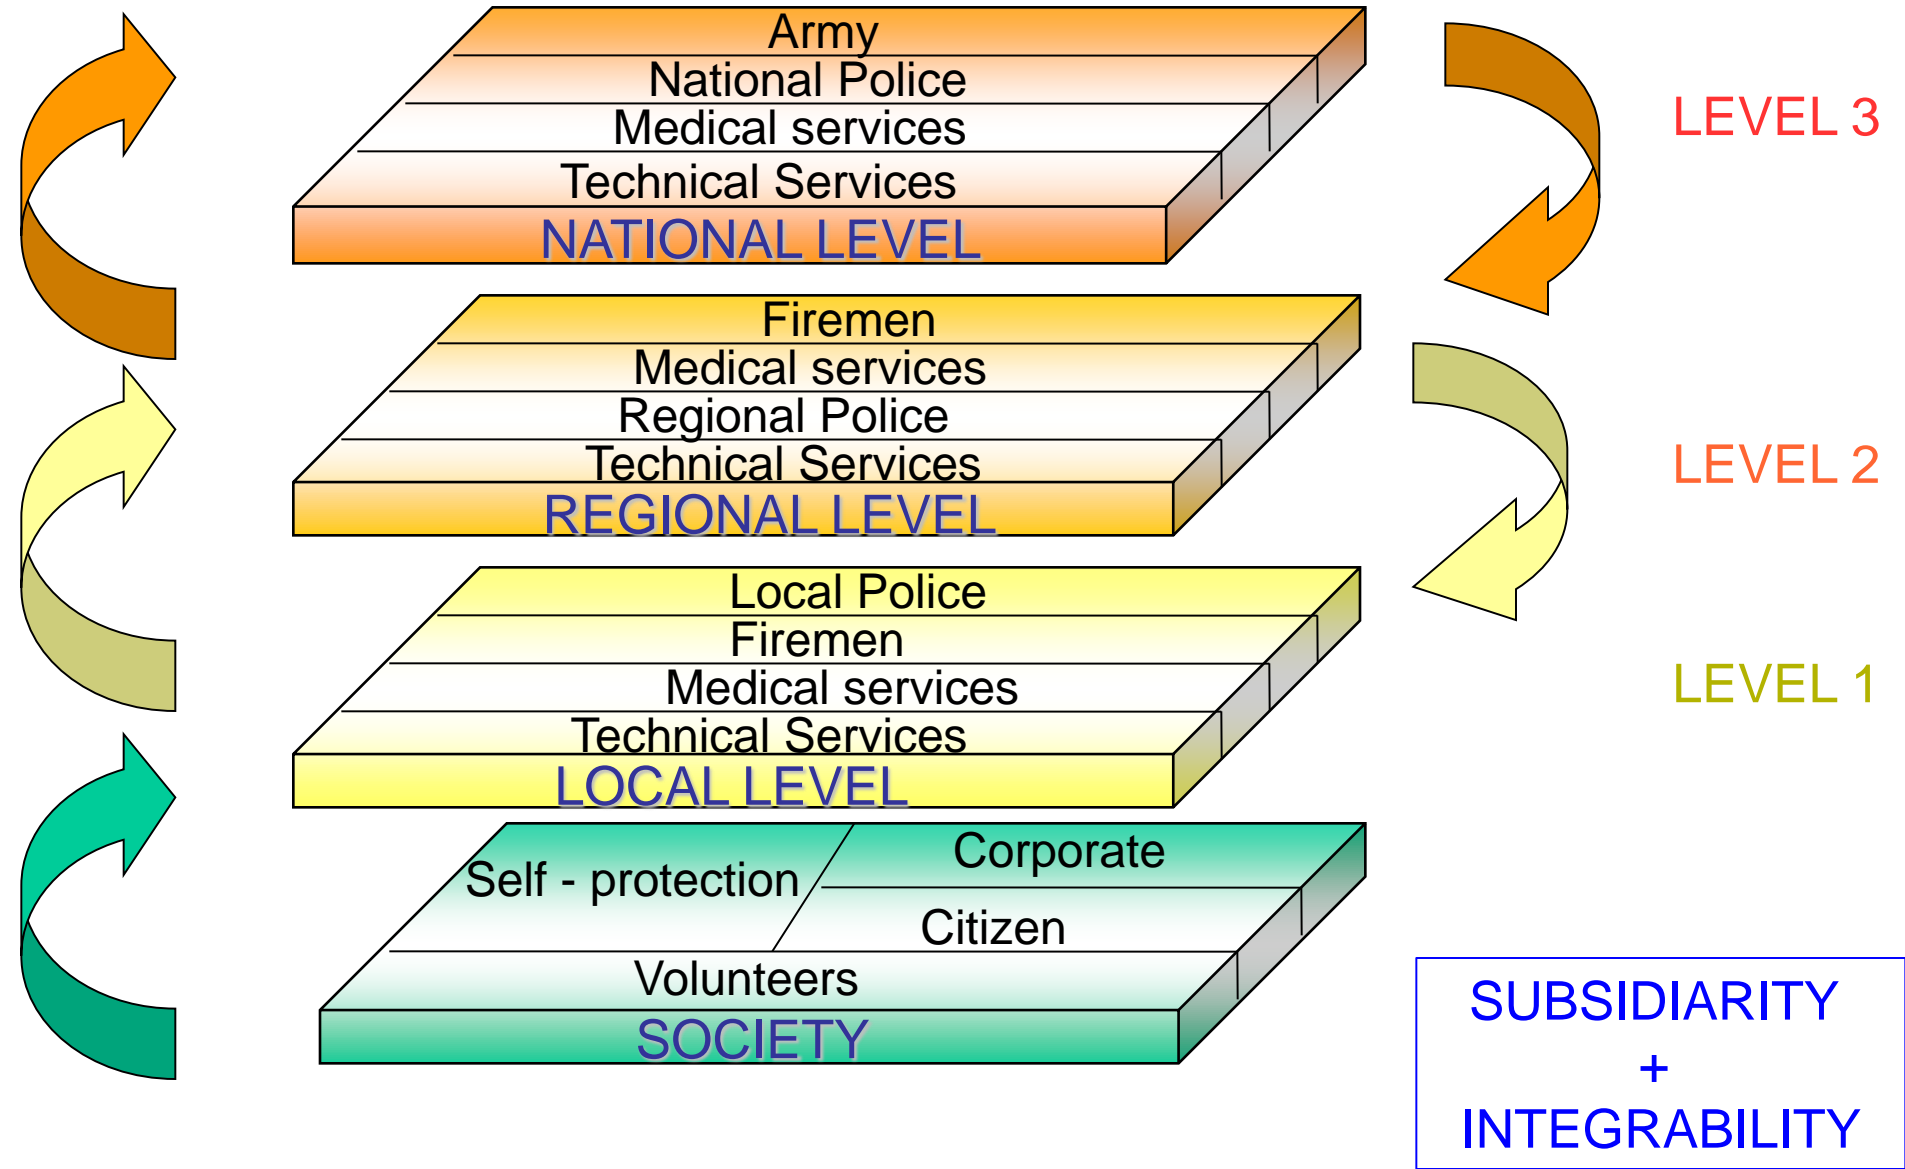 Army
National Police
Medical services
Technical Services
NATIONAL LEVEL
LEVEL 3
Firemen
Medical services
Regional Police
Technical Services
REGIONAL LEVEL
LEVEL 2
Local Police
Firemen
Medical services
Technical Services
LOCAL LEVEL
LEVEL 1
Self - protection
Corporate
Citizen
Volunteers
SOCIETY
SUBSIDIARITY
+
INTEGRABILITY